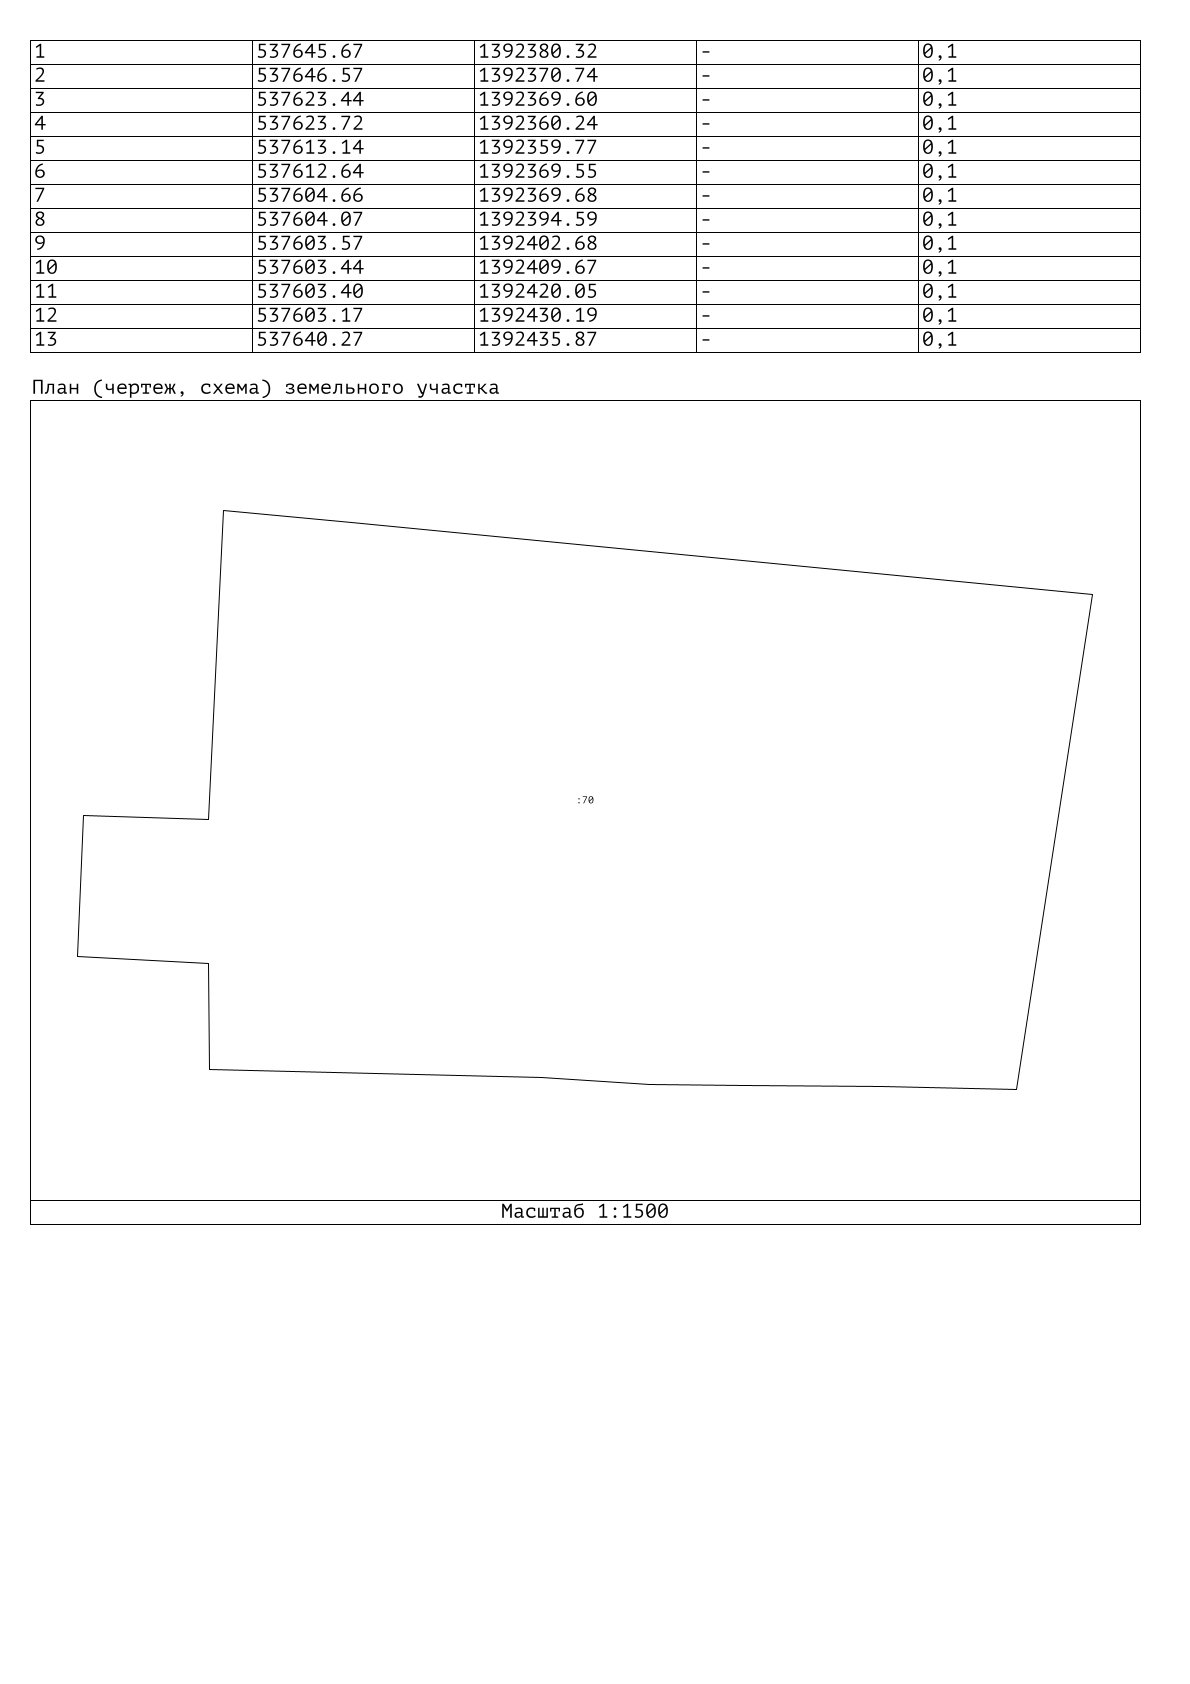 1 537645.67 1392380.32 - 0,1
2 537646.57 1392370.74 - 0,1
3 537623.44 1392369.60 - 0,1
4 537623.72 1392360.24 - 0,1
5 537613.14 1392359.77 - 0,1
6 537612.64 1392369.55 - 0,1
7 537604.66 1392369.68 - 0,1
8 537604.07 1392394.59 - 0,1
9 537603.57 1392402.68 - 0,1
10 537603.44 1392409.67 - 0,1
11 537603.40 1392420.05 - 0,1
12 537603.17 1392430.19 - 0,1
13 537640.27 1392435.87 - 0,1
План (чертеж, схема) земельного участка
:70
Масштаб 1:1500